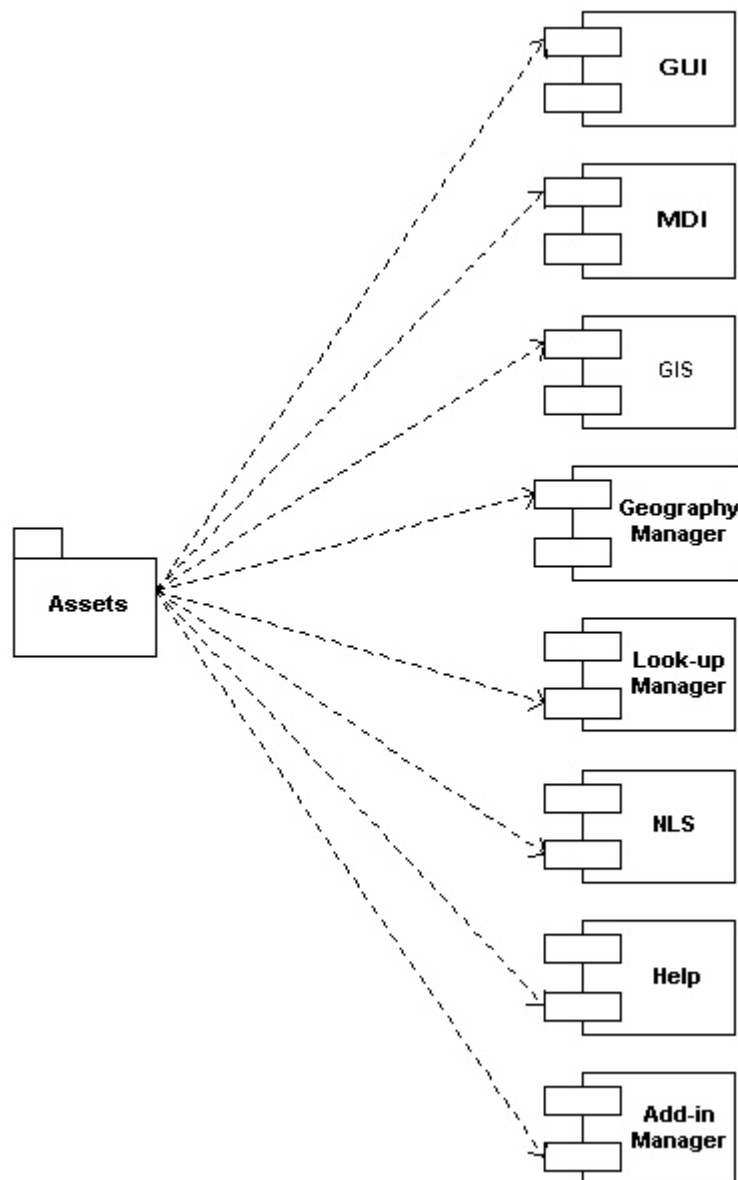 GUI
MDI
GIS
Geography
Manager
Assets
Look-up
Manager
NLS
Help
Add-in
Manager